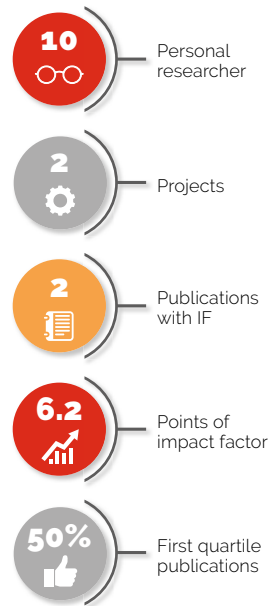 10
Personal
researcher
2
Projects
2
Publications
with IF
6.2
Points of
impact factor
50%
First quartile
publications